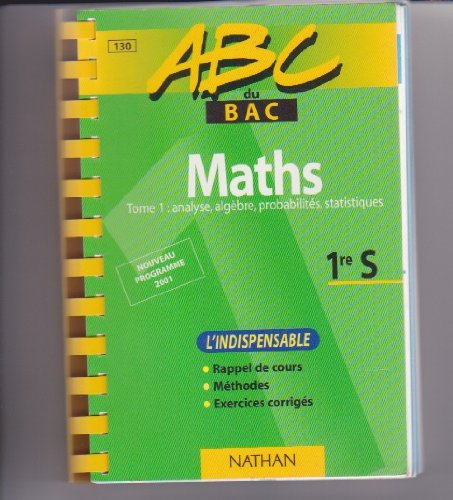 130
ABC
du
BAC
Maths
Tome 1 : analyse, algèbre, probabilités, statistiques
NOUVEAU
PROGRAMME
2001
1re S
L'INDISPENSABLE
• Rappel de cours
• Méthodes
• Exercices corrigés
NATHAN